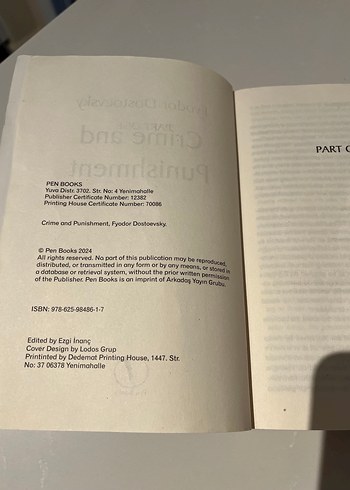 PEN BOOKS
Yuva Distr. 3702. Str. No: 4 Yenimahalle
Publisher Certificate Number: 12382
Printing House Certificate Number: 70086
Crime and Punishment, Fyodor Dostoevsky.
© Pen Books 2024
All rights reserved. No part of this publication may be reproduced,
distributed, or transmitted in any form or by any means, or stored in
a database or retrieval system, without the prior written permission
of the Publisher. Pen Books is an imprint of Arkadaş Yayın Grubu.
ISBN: 978-625-98486-1-7
Edited by Ezgi İnanç
Cover Design by Lodos Grup
Printinted by Dedemat Printing House, 1447. Str.
No: 37 06378 Yenimahalle
PART